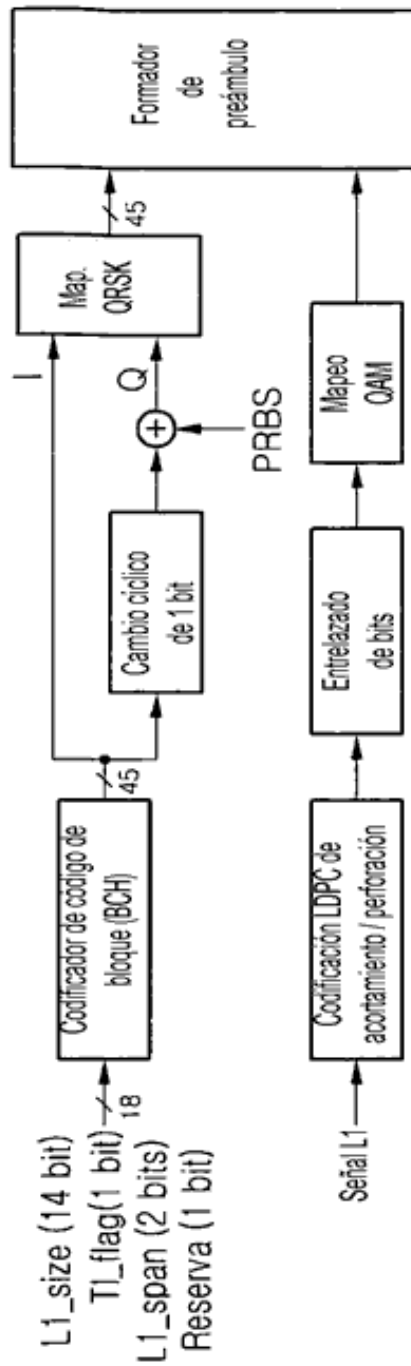 L1_size (14 bit)
TI_flag(1 bit)
L1_span (2 bits)
Reserva (1 bit)
18
Codificador de código de
bloque (BCH)
45
I
Cambio cíclico
de 1 bit
Q
PRBS
Map.
QRSK
45
Formador
de
preámbulo
Señal L1
Codificación LDPC de
acortamiento / perforación
Entrelazado
de bits
Mapeo
QAM